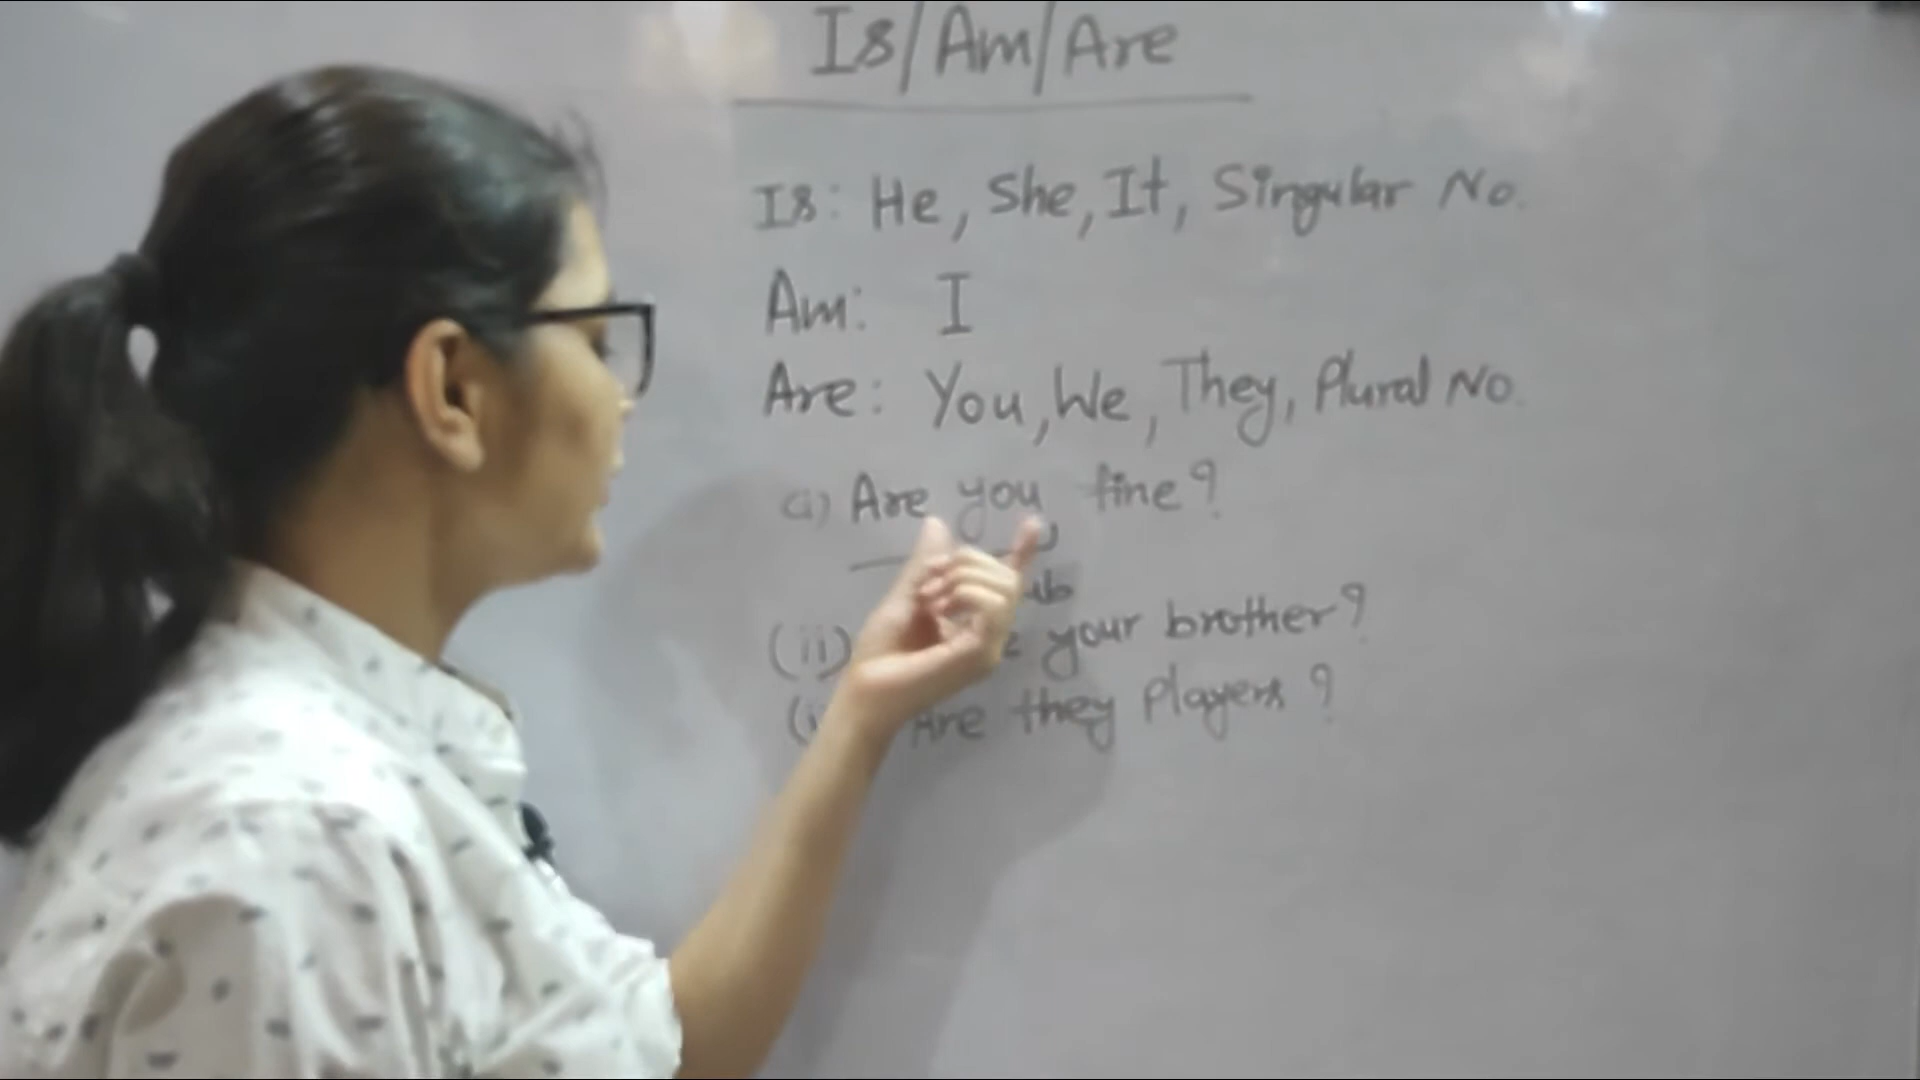 Is/Am/Are
Is: He, She, It, Singular No.
Am: I
Are: You, We, They, Plural No.
a) Are you fine?
(ii) your brother?
Are they Players?